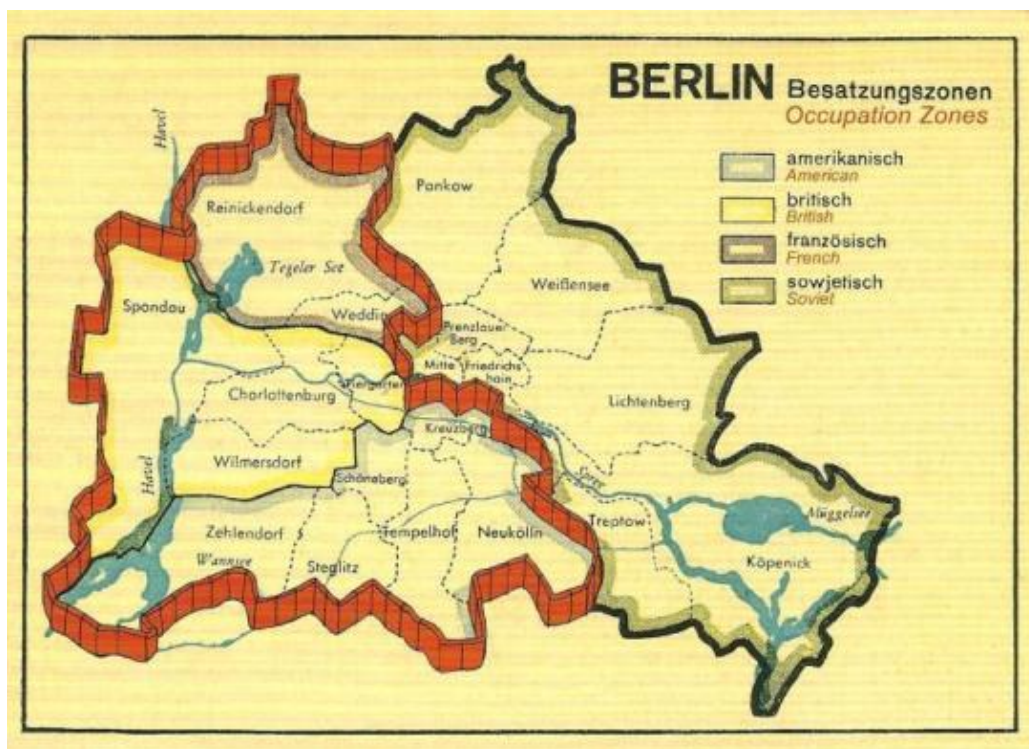 BERLIN Besatzungszonen
Occupation Zones
amerikanisch
American
britisch
British
französisch
French
sowjetisch
Soviet
Havel
Pankow
Reinickendorf
Tegeler See
Weißensee
Spandau
Wedding
Prenzlauer
Berg
Mitte
Friedrichs
hain
Tiergarten
Charlottenburg
Lichtenberg
Kreuzberg
Havel
Wilmersdorf
Schöneberg
Spree
Müggelsee
Zehlendorf
Tempelhof
Neukölln
Treptow
Wannsee
Steglitz
Köpenick